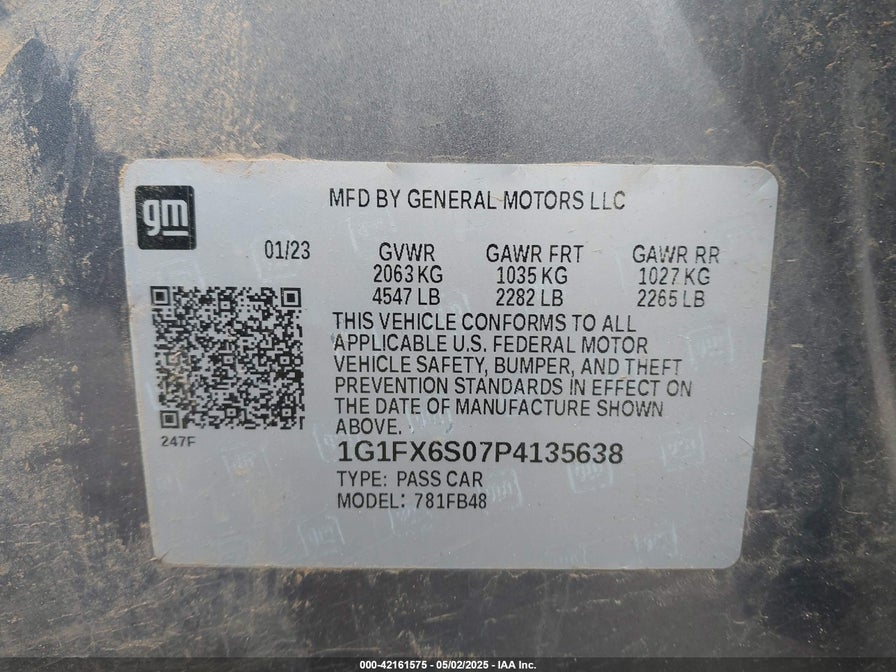 gm
MFD BY GENERAL MOTORS LLC
01/23 GVWR GAWR FRT GAWR RR
2063 KG 1035 KG 1027 KG
4547 LB 2282 LB 2265 LB
THIS VEHICLE CONFORMS TO ALL
APPLICABLE U.S. FEDERAL MOTOR
VEHICLE SAFETY, BUMPER, AND THEFT
PREVENTION STANDARDS IN EFFECT ON
THE DATE OF MANUFACTURE SHOWN
ABOVE.
247F
1G1FX6S07P4135638
TYPE: PASS CAR
MODEL: 781FB48
000-42161575 - 05/02/2025 - IAA Inc.